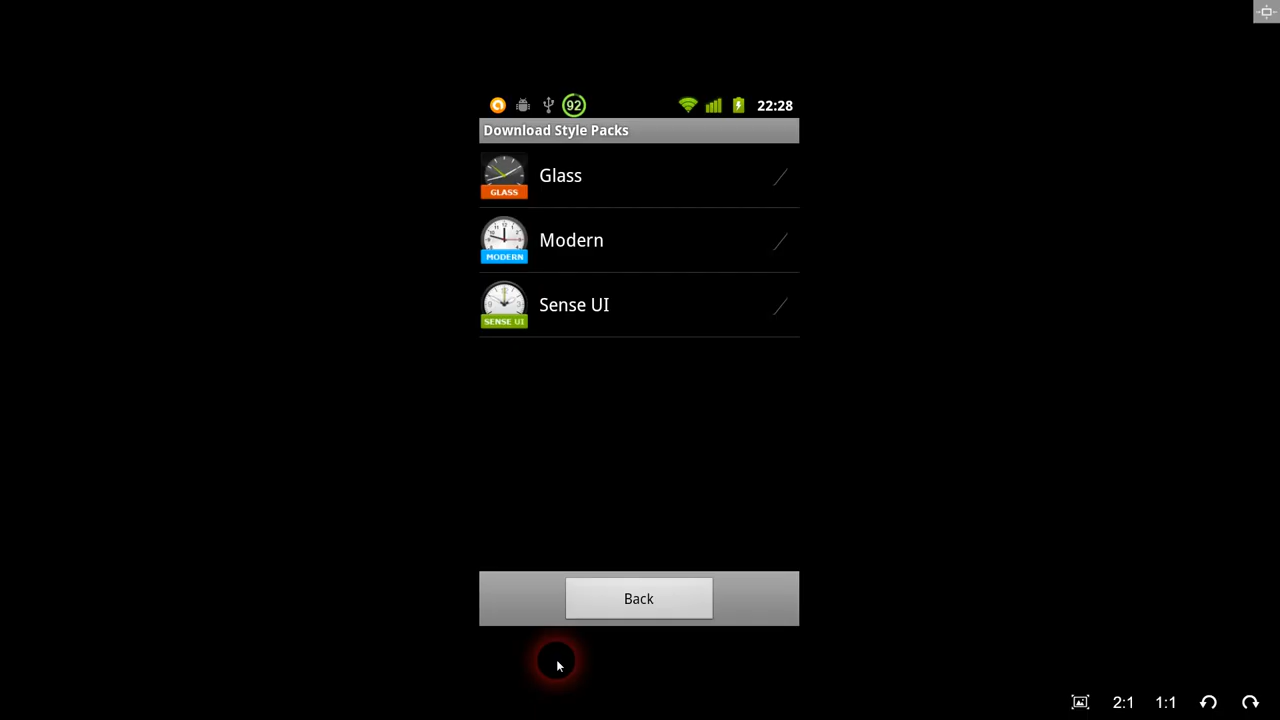 92
22:28
Download Style Packs
GLASS
Glass
MODERN
Modern
SENSE UI
Sense UI
Back
2:1
1:1